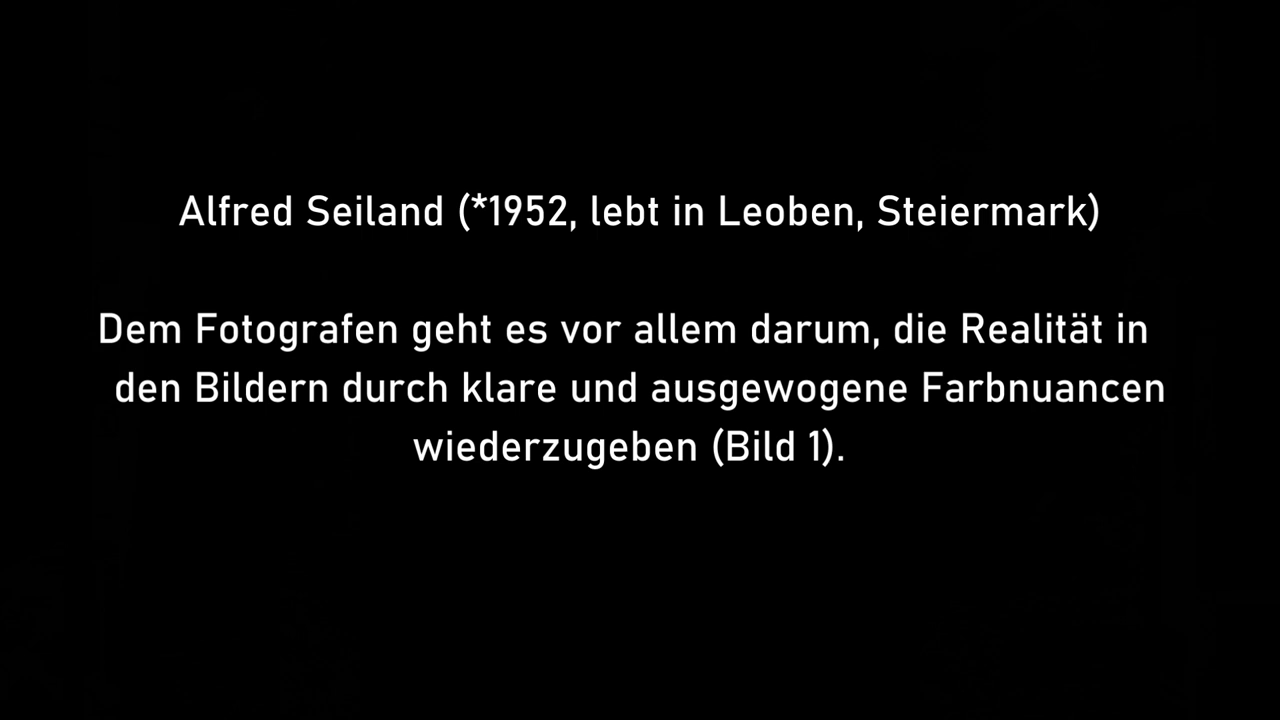 Alfred Seiland (*1952, lebt in Leoben, Steiermark)
Dem Fotografen geht es vor allem darum, die Realität in
den Bildern durch klare und ausgewogene Farbnuancen
wiederzugeben (Bild 1).